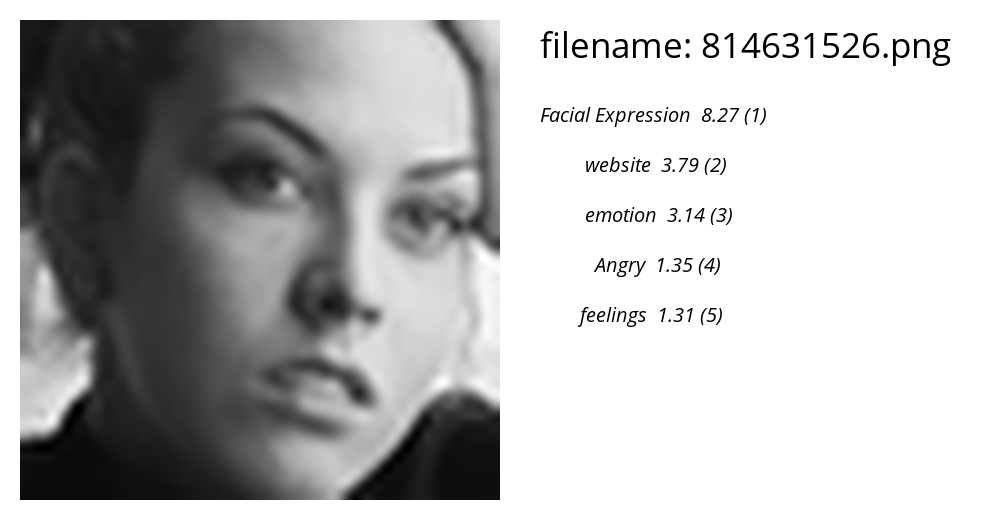 filename: 814631526.png
Facial Expression 8.27 (1)
website 3.79 (2)
emotion 3.14 (3)
Angry 1.35 (4)
feelings 1.31 (5)